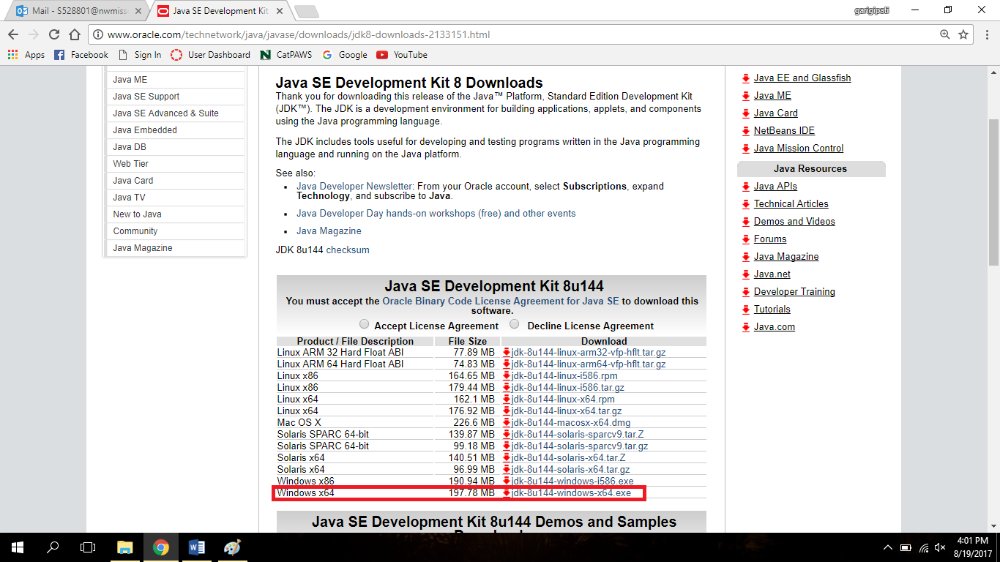 Mail - S528801@nwmiss
Java SE Development Kit
garigipati
www.oracle.com/technetwork/java/javase/downloads/jdk8-downloads-2133151.html
Apps Facebook Sign In User Dashboard CatPAWS Google YouTube
Java ME
Java SE Support
Java SE Advanced & Suite
Java Embedded
Java DB
Web Tier
Java Card
Java TV
New to Java
Community
Java Magazine
Java SE Development Kit 8 Downloads
Thank you for downloading this release of the Java™ Platform, Standard Edition Development Kit
(JDK™). The JDK is a development environment for building applications, applets, and components
using the Java programming language.
The JDK includes tools useful for developing and testing programs written in the Java programming
language and running on the Java platform.
See also:
▪ Java Developer Newsletter: From your Oracle account, select Subscriptions, expand
Technology, and subscribe to Java.
▪ Java Developer Day hands-on workshops (free) and other events
▪ Java Magazine
JDK 8u144 checksum
Java SE Development Kit 8u144
You must accept the Oracle Binary Code License Agreement for Java SE to download this
software.
Accept License Agreement Decline License Agreement
Product / File Description File Size Download
Linux ARM 32 Hard Float ABI 77.89 MB jdk-8u144-linux-arm32-vfp-hflt.tar.gz
Linux ARM 64 Hard Float ABI 74.83 MB jdk-8u144-linux-arm64-vfp-hflt.tar.gz
Linux x86 164.65 MB jdk-8u144-linux-i586.rpm
Linux x86 179.44 MB jdk-8u144-linux-i586.tar.gz
Linux x64 162.1 MB jdk-8u144-linux-x64.rpm
Linux x64 176.92 MB jdk-8u144-linux-x64.tar.gz
Mac OS X 226.6 MB jdk-8u144-macosx-x64.dmg
Solaris SPARC 64-bit 139.87 MB jdk-8u144-solaris-sparcv9.tar.Z
Solaris SPARC 64-bit 99.18 MB jdk-8u144-solaris-sparcv9.tar.gz
Solaris x64 140.51 MB jdk-8u144-solaris-x64.tar.Z
Solaris x64 96.99 MB jdk-8u144-solaris-x64.tar.gz
Windows x86 190.94 MB jdk-8u144-windows-i586.exe
Windows x64 197.78 MB jdk-8u144-windows-x64.exe
Java SE Development Kit 8u144 Demos and Samples
Java EE and Glassfish
Java ME
Java Card
NetBeans IDE
Java Mission Control
Java Resources
Java APIs
Technical Articles
Demos and Videos
Forums
Java Magazine
Java.net
Developer Training
Tutorials
Java.com
4:01 PM
8/19/2017